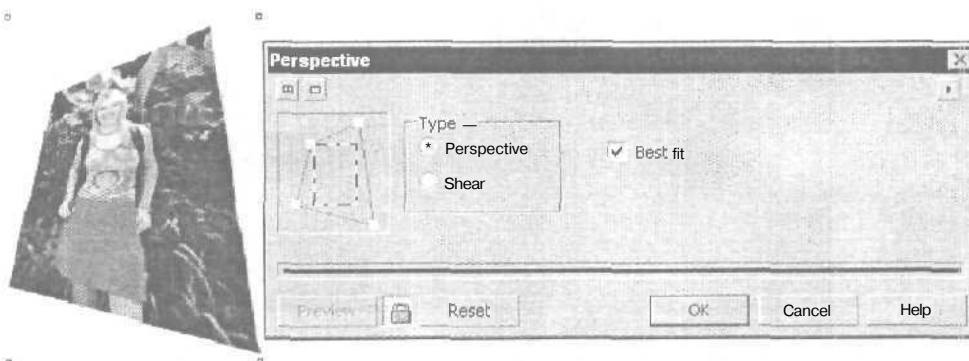 Perspective
Type
Perspective
Best fit
Shear
Preview
Reset
OK
Cancel
Help